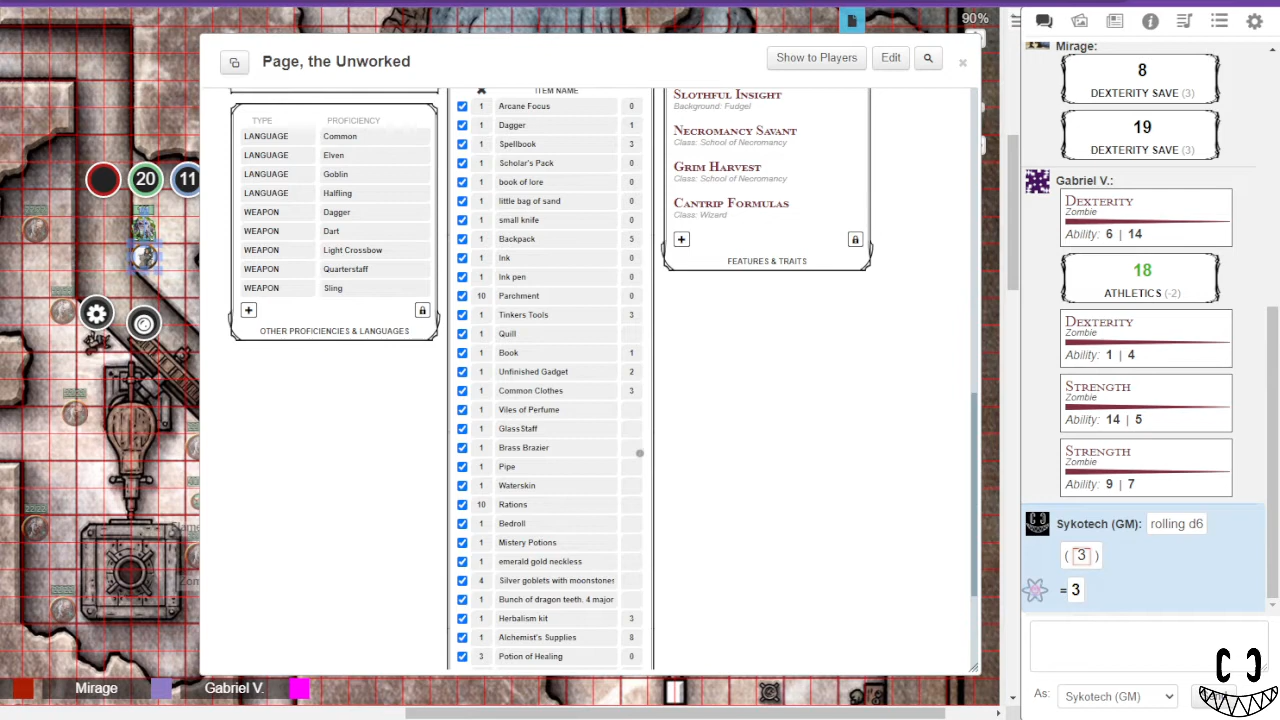 90%
Page, the Unworked
Show to Players
Edit
TYPE PROFICIENCY
LANGUAGE Common
LANGUAGE Elven
LANGUAGE Goblin
LANGUAGE Halfling
WEAPON Dagger
WEAPON Dart
WEAPON Light Crossbow
WEAPON Quarterstaff
WEAPON Sling
OTHER PROFICIENCIES & LANGUAGES
ITEM NAME
1 Arcane Focus 0
1 Dagger 1
1 Spellbook 3
1 Scholar's Pack 0
1 book of lore 0
1 little bag of sand 0
1 small knife 0
1 Backpack 5
1 Ink 0
1 Ink pen 0
10 Parchment 0
1 Tinkers Tools 3
1 Quill
1 Book 1
1 Unfinished Gadget 2
1 Common Clothes 3
1 Viles of Perfume
1 GlassStaff
1 Brass Brazier
1 Pipe
1 Waterskin
10 Rations
1 Bedroll
1 Mistery Potions
1 emerald gold neckless
4 Silver goblets with moonstones
1 Bunch of dragon teeth. 4 major
1 Herbalism kit 3
1 Alchemist's Supplies 8
3 Potion of Healing 0
SLOTHFUL INSIGHT
Background: Fudgel
NECROMANCY SAVANT
Class: School of Necromancy
GRIM HARVEST
Class: School of Necromancy
CANTRIP FORMULAS
Class: Wizard
FEATURES & TRAITS
20
11
Mirage
Gabriel V.
Mirage:
8
DEXTERITY SAVE (3)
19
DEXTERITY SAVE (3)
Gabriel V.:
DEXTERITY
Zombie
Ability: 6 | 14
18
ATHLETICS (-2)
DEXTERITY
Zombie
Ability: 1 | 4
STRENGTH
Zombie
Ability: 14 | 5
STRENGTH
Zombie
Ability: 9 | 7
Sykotech (GM): rolling d6
( 3 )
= 3
As: Sykotech (GM)